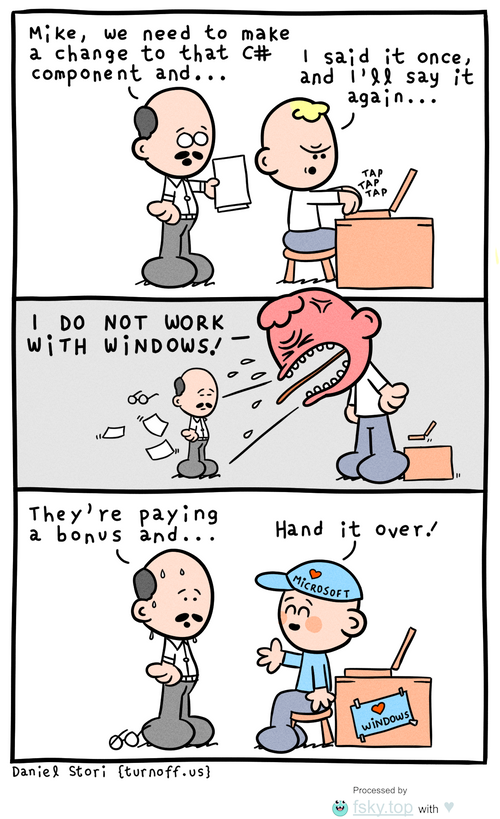 Mike, we need to make
a change to that C#
component and...
I said it once,
and I'll say it
again...
TAP
TAP
TAP
I DO NOT WORK
WITH WINDOWS!
They're paying
a bonus and...
Hand it over!
MICROSOFT
WINDOWS
Daniel Stori {turnoff.us}
Processed by
fsky.top with